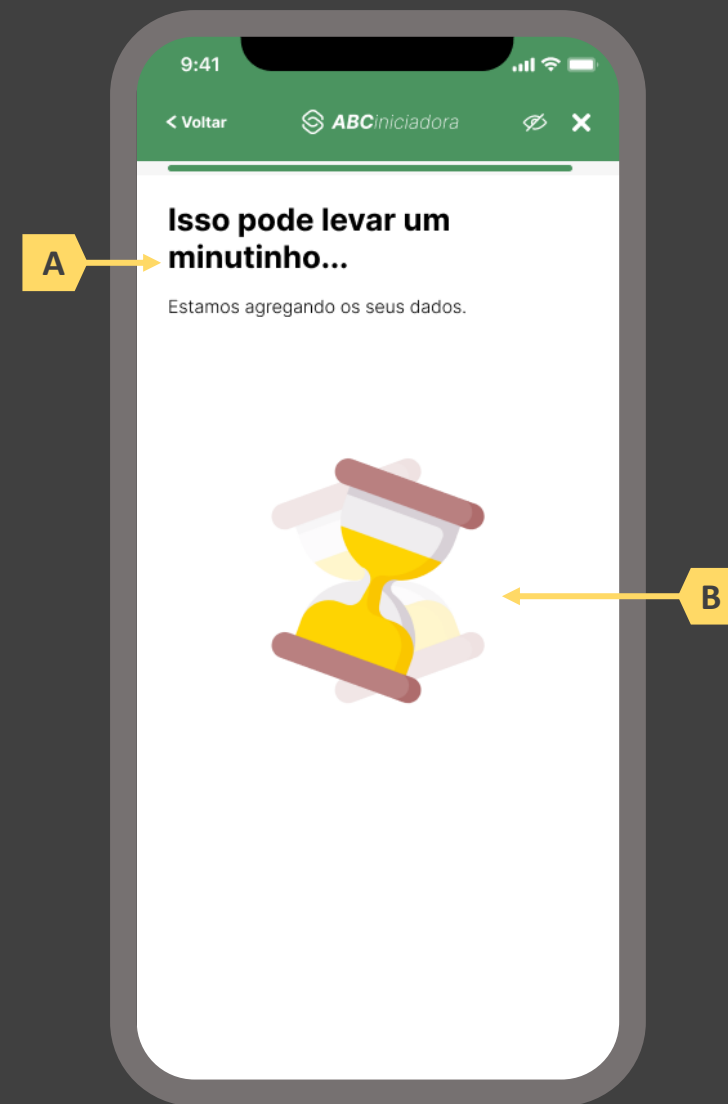 9:41
< Voltar
ABCiniciadora
Isso pode levar um
minutinho...
A
Estamos agregando os seus dados.
B